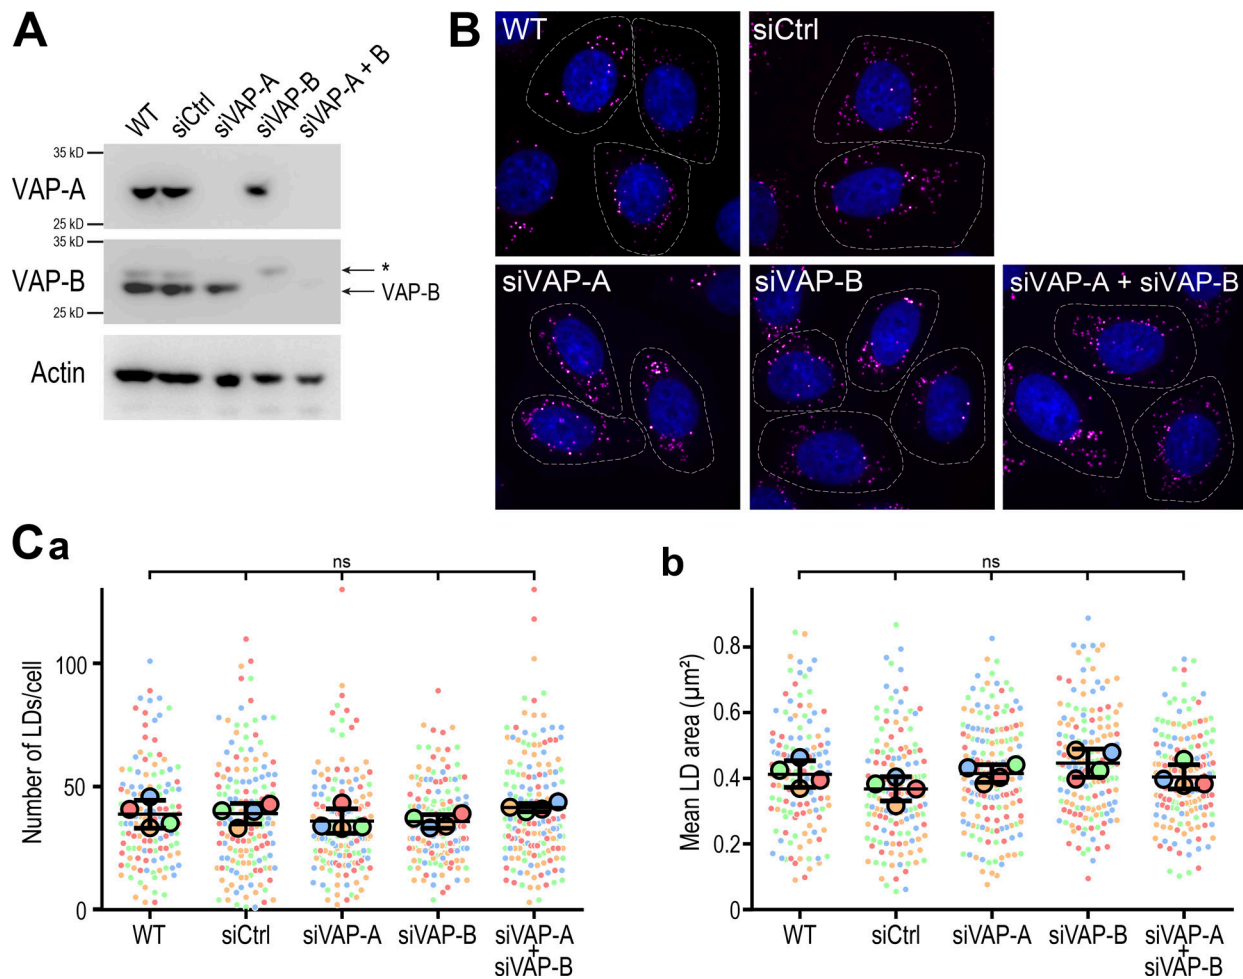 A
WT
siCtrl
siVAP-A
siVAP-B
siVAP-A + B
35 kD
VAP-A
25 kD
35 kD
*
VAP-B
VAP-B
25 kD
Actin
B
WT
siCtrl
siVAP-A
siVAP-B
siVAP-A + siVAP-B
C a
ns
Number of LDs/cell
100
50
0
WT
siCtrl
siVAP-A
siVAP-B
siVAP-A
+
siVAP-B
b
ns
Mean LD area (µm²)
0.8
0.6
0.4
0.2
0
WT
siCtrl
siVAP-A
siVAP-B
siVAP-A
+
siVAP-B